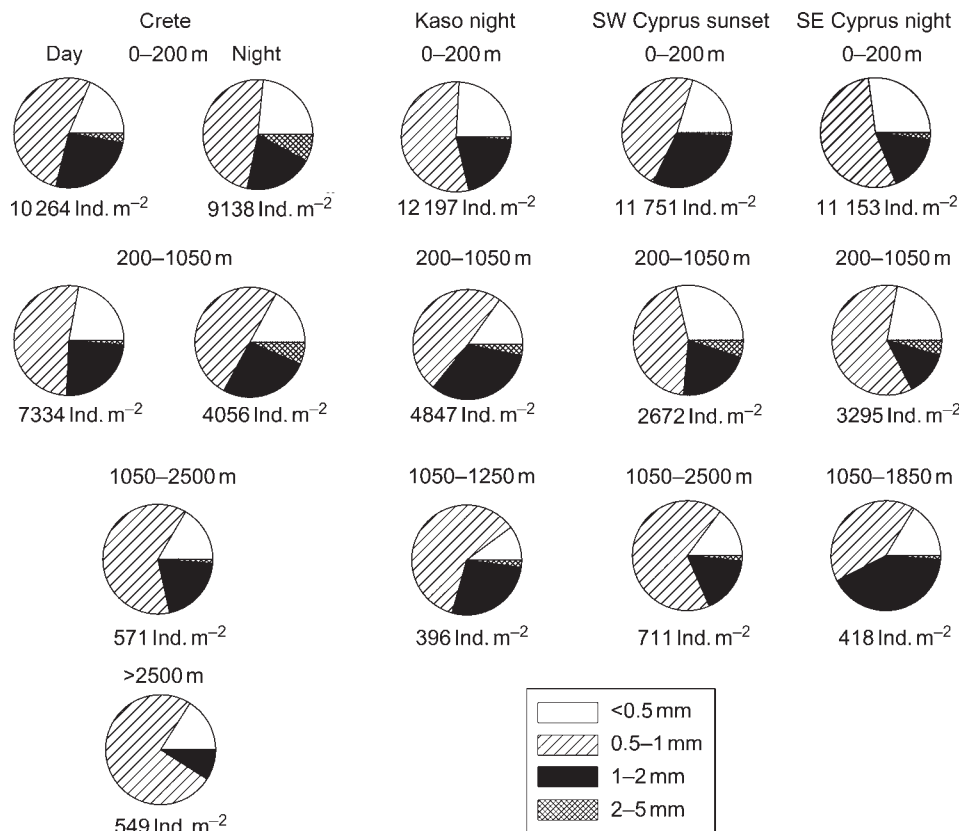 Crete Kaso night SW Cyprus sunset SE Cyprus night
Day 0–200 m Night 0–200 m 0–200 m 0–200 m
10 264 Ind. m⁻² 9138 Ind. m⁻² 12 197 Ind. m⁻² 11 751 Ind. m⁻² 11 153 Ind. m⁻²
200–1050 m 200–1050 m 200–1050 m 200–1050 m
7334 Ind. m⁻² 4056 Ind. m⁻² 4847 Ind. m⁻² 2672 Ind. m⁻² 3295 Ind. m⁻²
1050–2500 m 1050–1250 m 1050–2500 m 1050–1850 m
571 Ind. m⁻² 396 Ind. m⁻² 711 Ind. m⁻² 418 Ind. m⁻²
>2500 m
549 Ind. m⁻²
<0.5 mm
0.5–1 mm
1–2 mm
2–5 mm